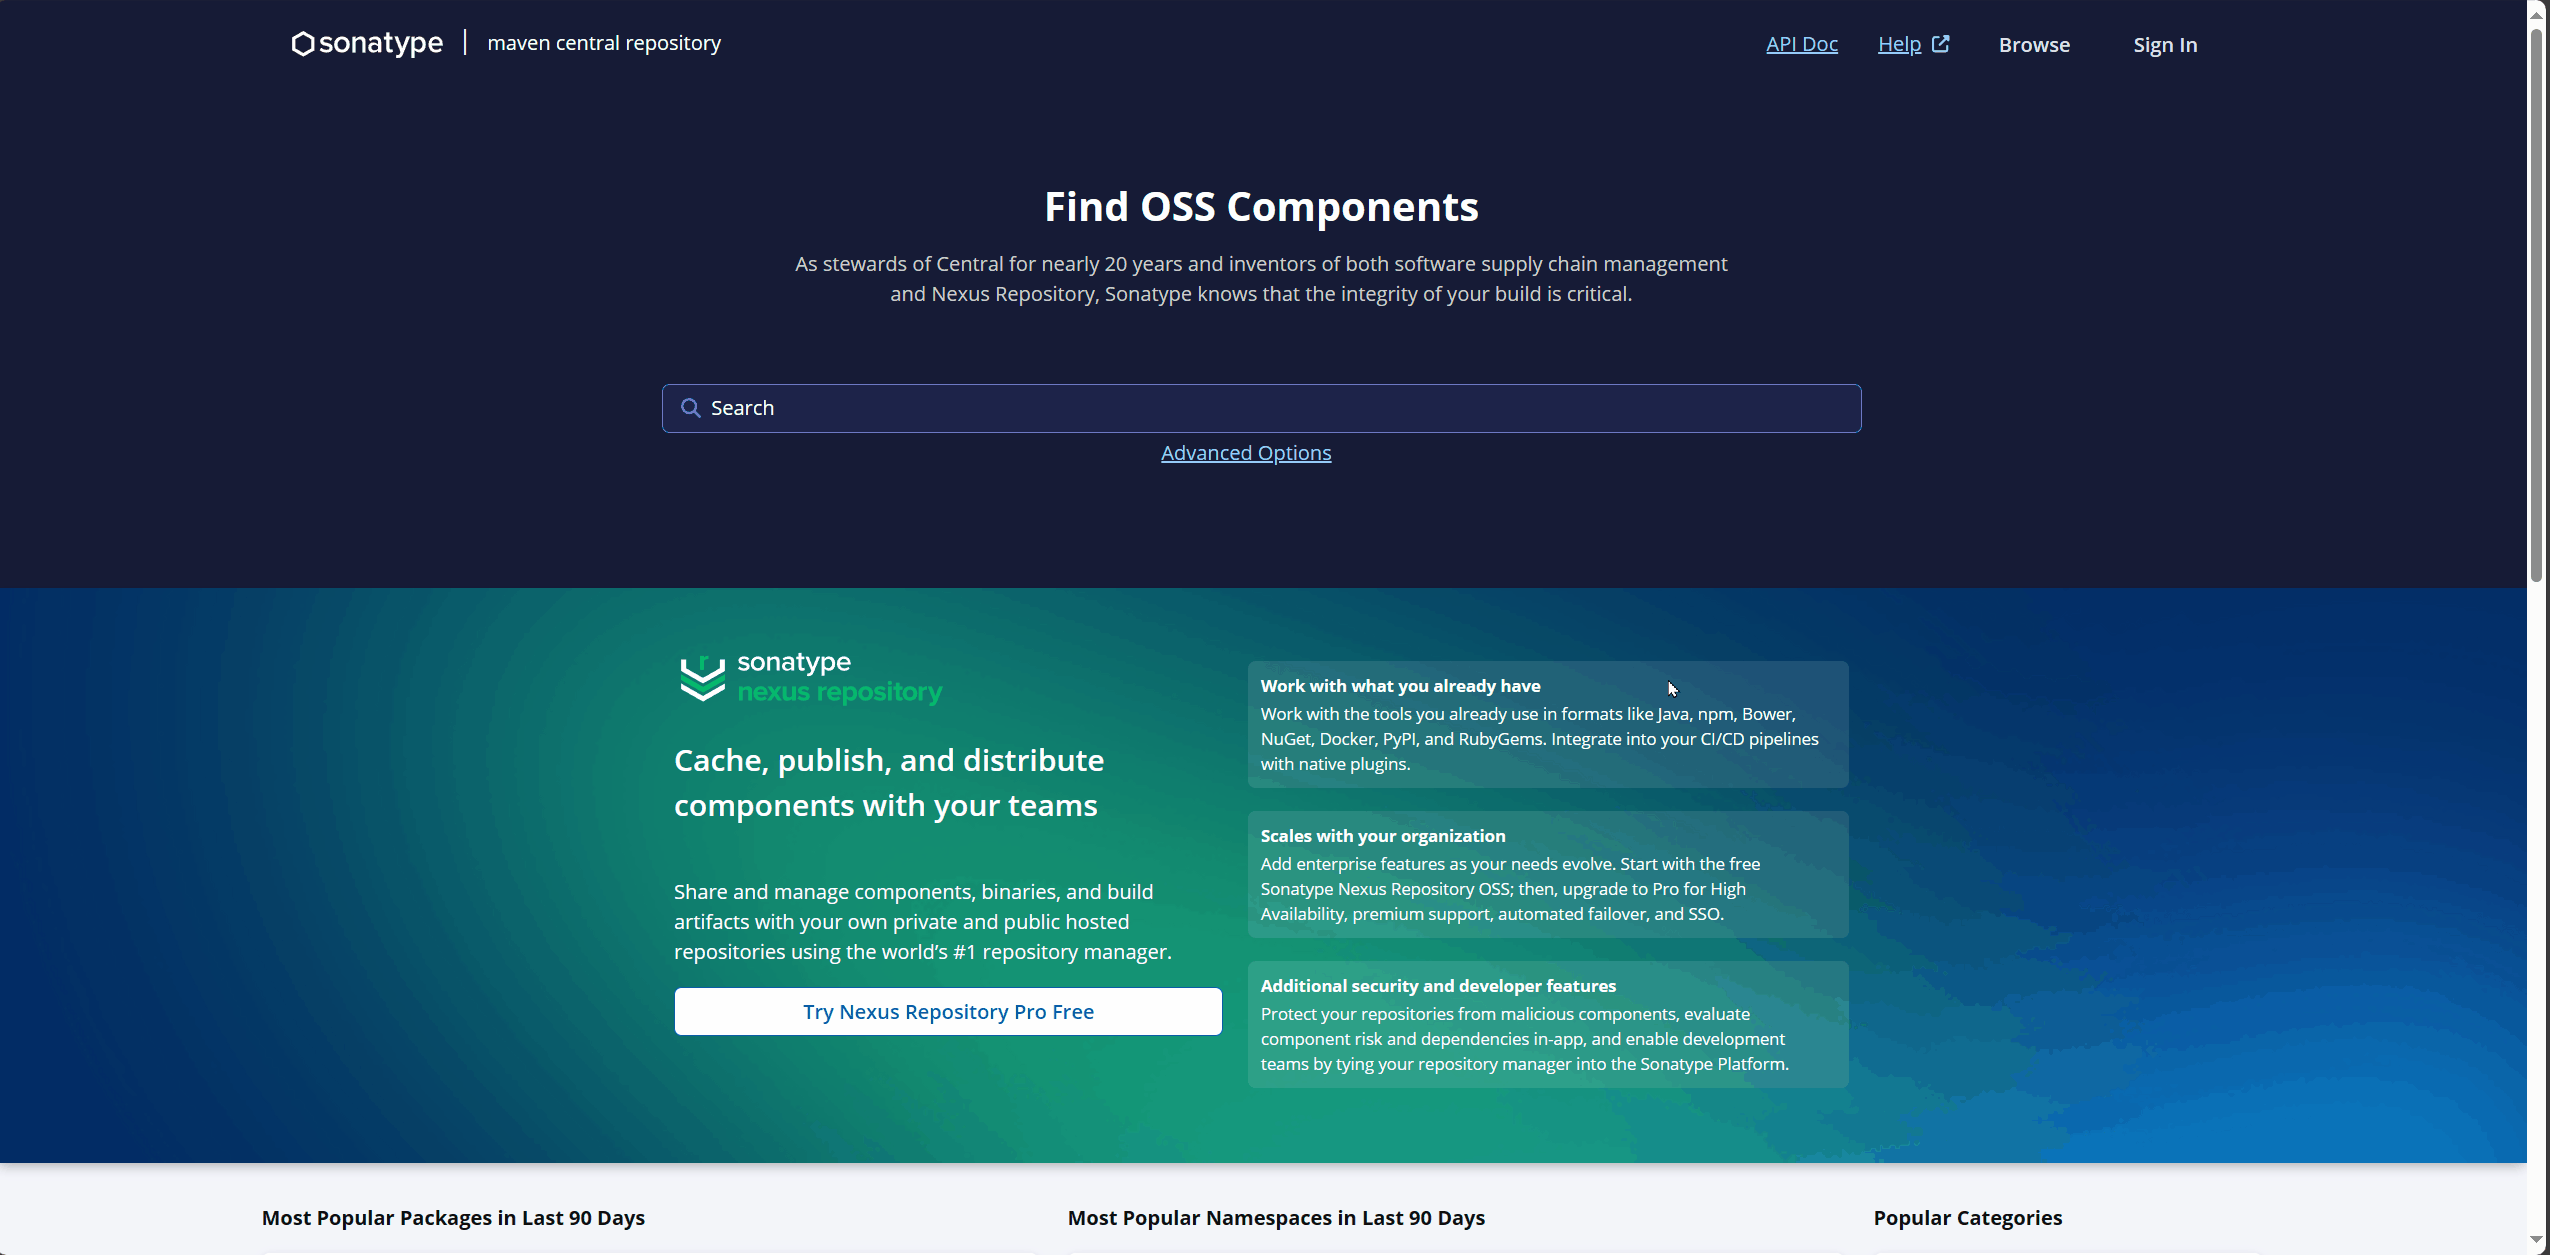 sonatype | maven central repository
API Doc Help Browse Sign In
Find OSS Components
As stewards of Central for nearly 20 years and inventors of both software supply chain management
and Nexus Repository, Sonatype knows that the integrity of your build is critical.
Search
Advanced Options
sonatype
nexus repository
Cache, publish, and distribute
components with your teams
Share and manage components, binaries, and build
artifacts with your own private and public hosted
repositories using the world’s #1 repository manager.
Try Nexus Repository Pro Free
Work with what you already have
Work with the tools you already use in formats like Java, npm, Bower,
NuGet, Docker, PyPI, and RubyGems. Integrate into your CI/CD pipelines
with native plugins.
Scales with your organization
Add enterprise features as your needs evolve. Start with the free
Sonatype Nexus Repository OSS; then, upgrade to Pro for High
Availability, premium support, automated failover, and SSO.
Additional security and developer features
Protect your repositories from malicious components, evaluate
component risk and dependencies in-app, and enable development
teams by tying your repository manager into the Sonatype Platform.
Most Popular Packages in Last 90 Days
Most Popular Namespaces in Last 90 Days
Popular Categories